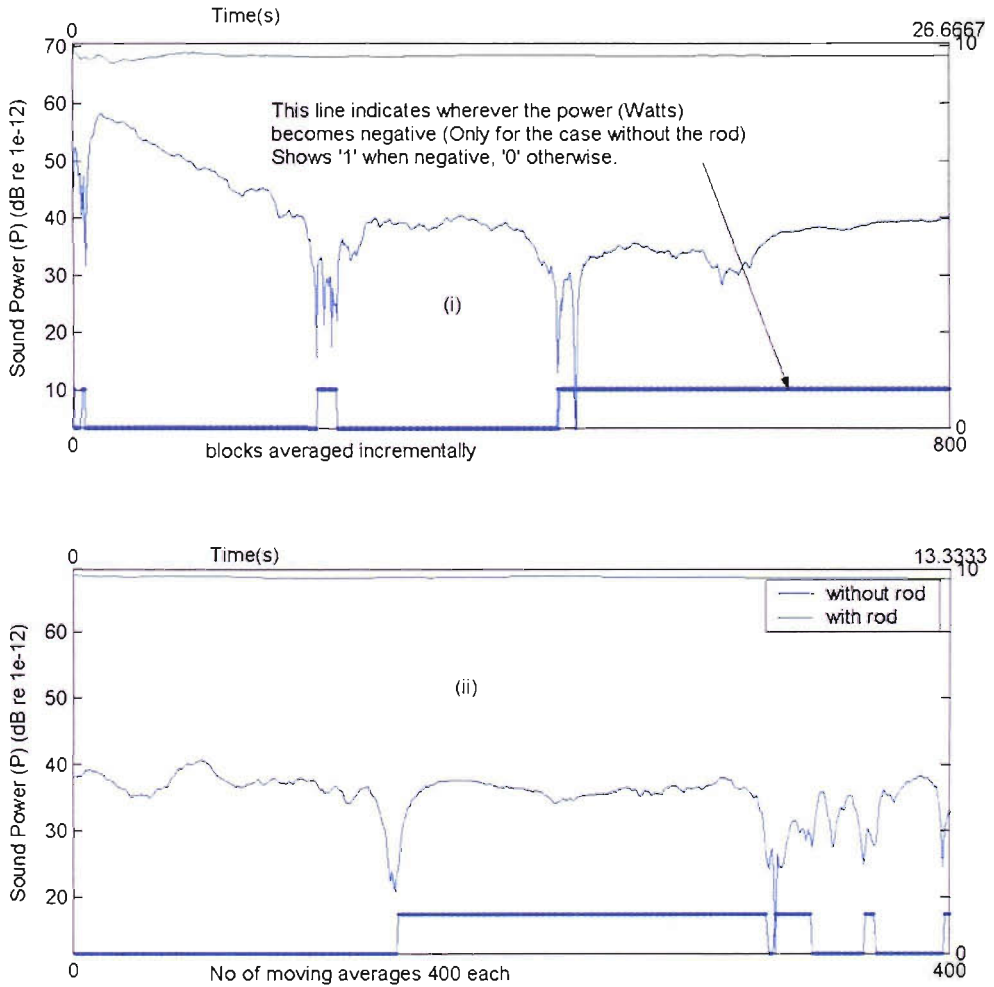 Time(s)
0
26.6667
70
60
50
40
30
20
10
Sound Power (P) (dB re 1e-12)
10
0
This line indicates wherever the power (Watts)
becomes negative (Only for the case without the rod)
Shows '1' when negative, '0' otherwise.
(i)
0
800
blocks averaged incrementally
Time(s)
0
13.3333
60
50
40
30
20
Sound Power (P) (dB re 1e-12)
10
0
without rod
with rod
(ii)
0
400
No of moving averages 400 each